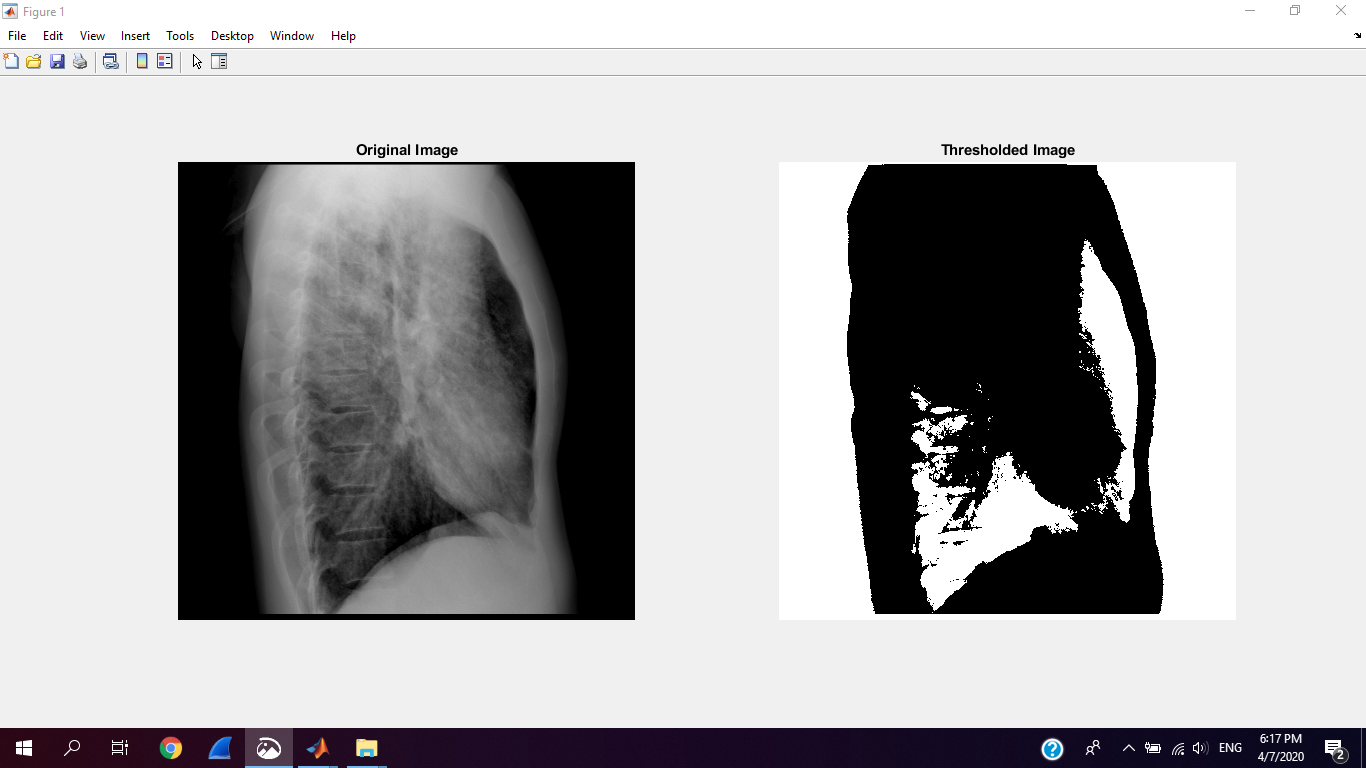 Figure 1
File Edit View Insert Tools Desktop Window Help
Original Image
Thresholded Image
ENG
6:17 PM
4/7/2020
2